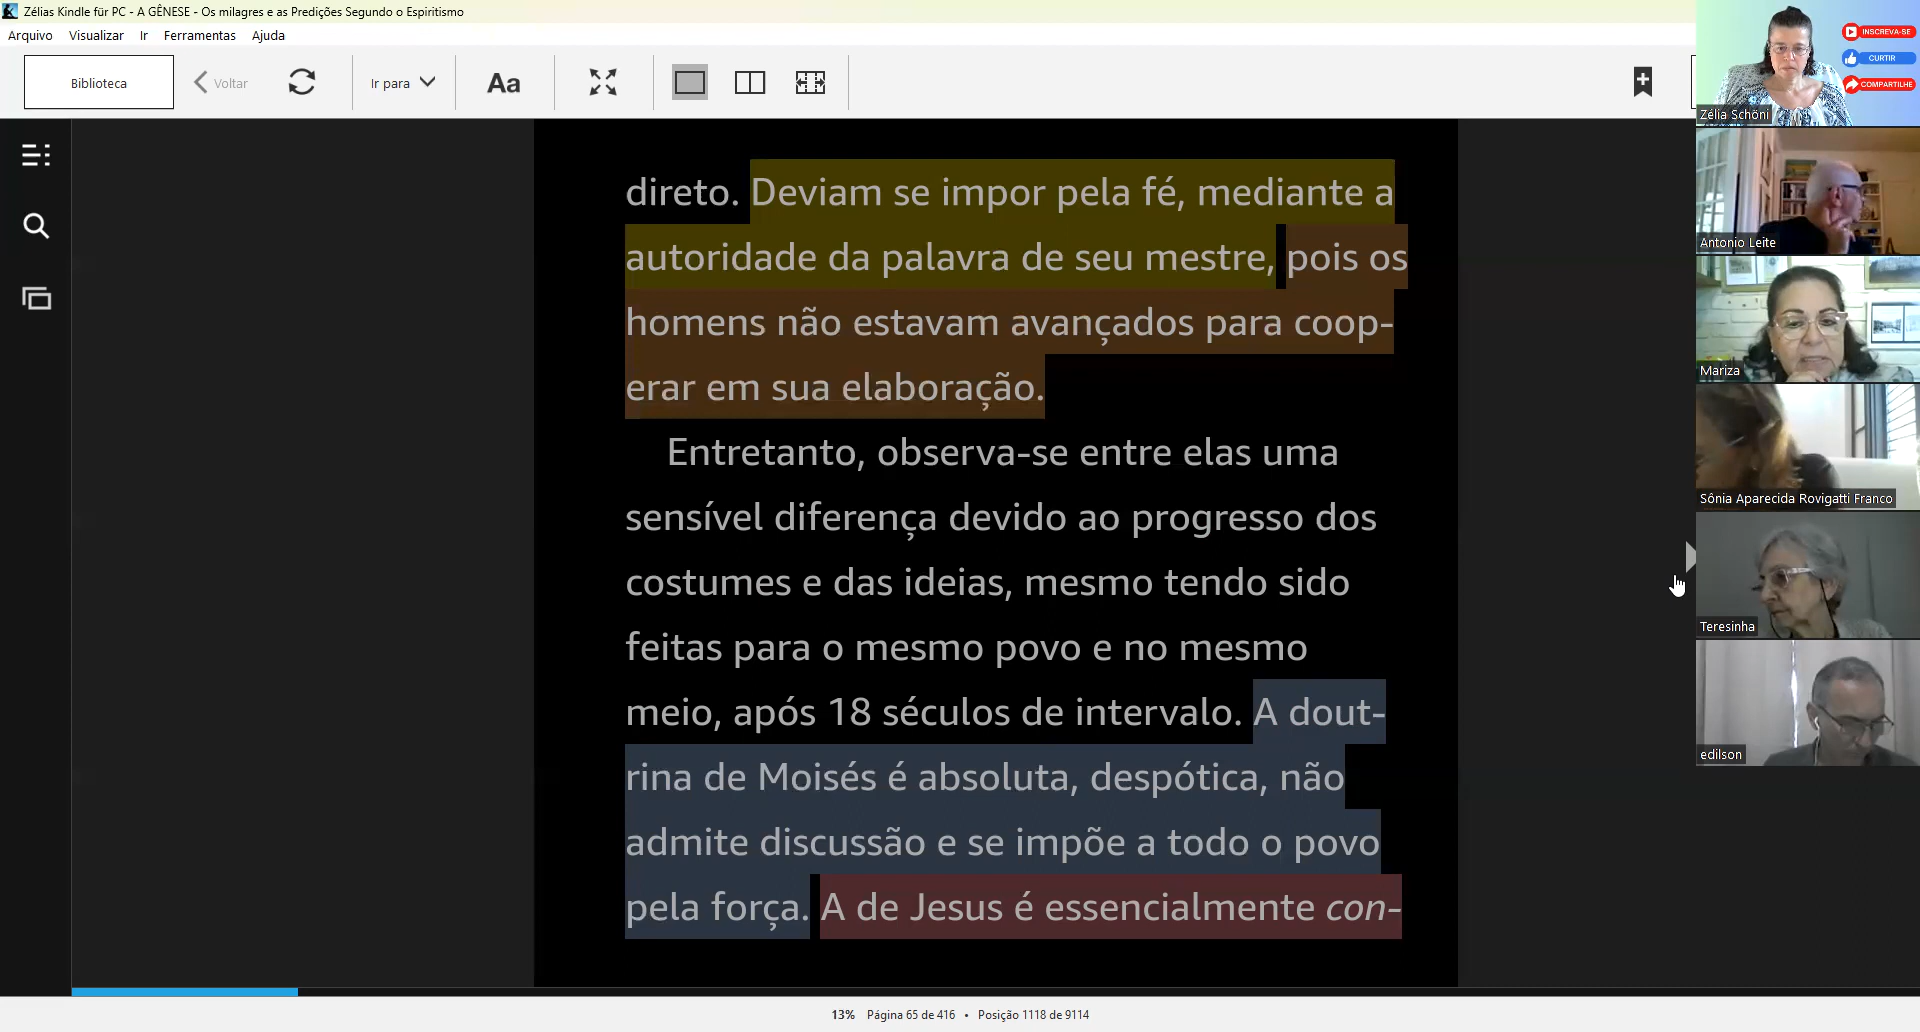 Zélias Kindle für PC - A GÊNESE - Os milagres e as Predições Segundo o Espiritismo
Arquivo Visualizar Ir Ferramentas Ajuda
Biblioteca Voltar Ir para Aa
INSCREVA-SE
CURTIR
COMPARTILHE
Zélia Schöni
Antonio Leite
Mariza
Sônia Aparecida Rovigatti Franco
Teresinha
edilson
direto. Deviam se impor pela fé, mediante a
autoridade da palavra de seu mestre, pois os
homens não estavam avançados para coop-
erar em sua elaboração.
Entretanto, observa-se entre elas uma
sensível diferença devido ao progresso dos
costumes e das ideias, mesmo tendo sido
feitas para o mesmo povo e no mesmo
meio, após 18 séculos de intervalo. A dout-
rina de Moisés é absoluta, despótica, não
admite discussão e se impõe a todo o povo
pela força. A de Jesus é essencialmente con-
13% Página 65 de 416 • Posição 1118 de 9114